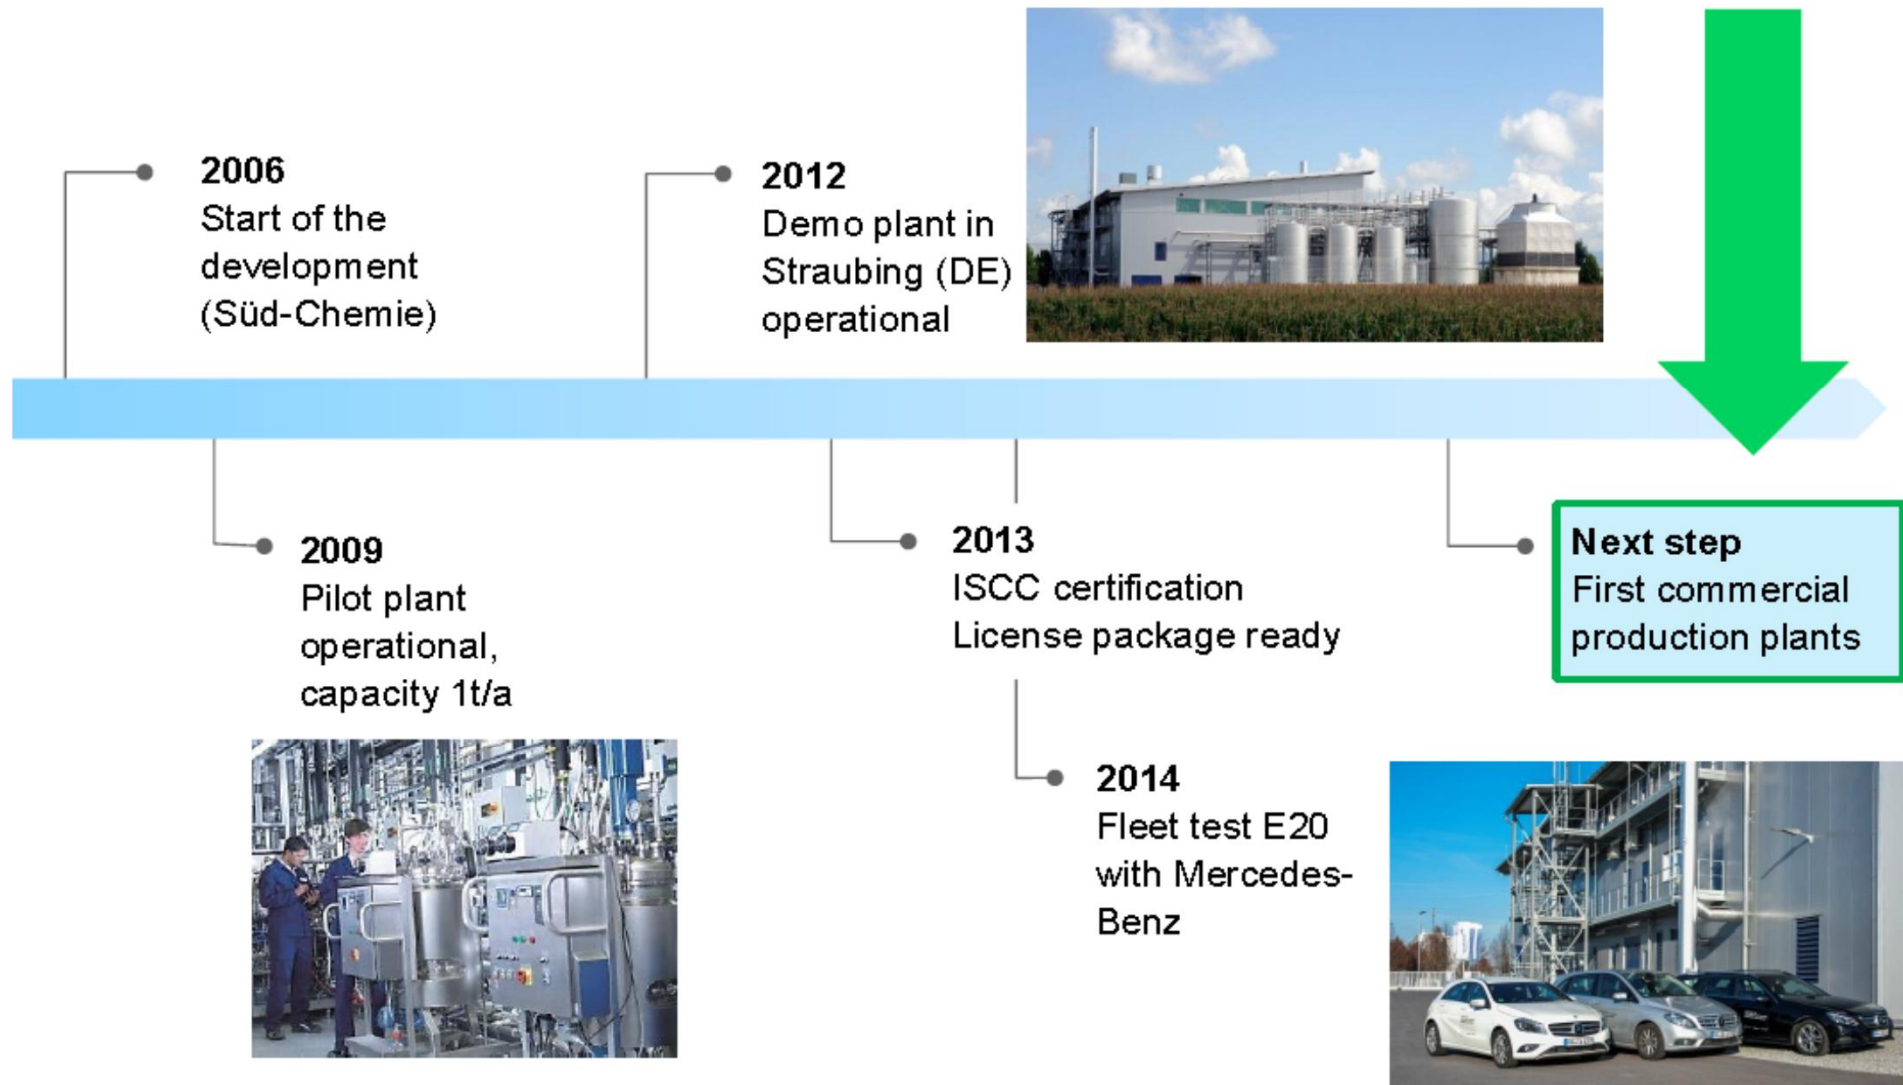 2006
Start of the
development
(Süd-Chemie)
2012
Demo plant in
Straubing (DE)
operational
2009
Pilot plant
operational,
capacity 1t/a
2013
ISCC certification
License package ready
Next step
First commercial
production plants
2014
Fleet test E20
with Mercedes-
Benz